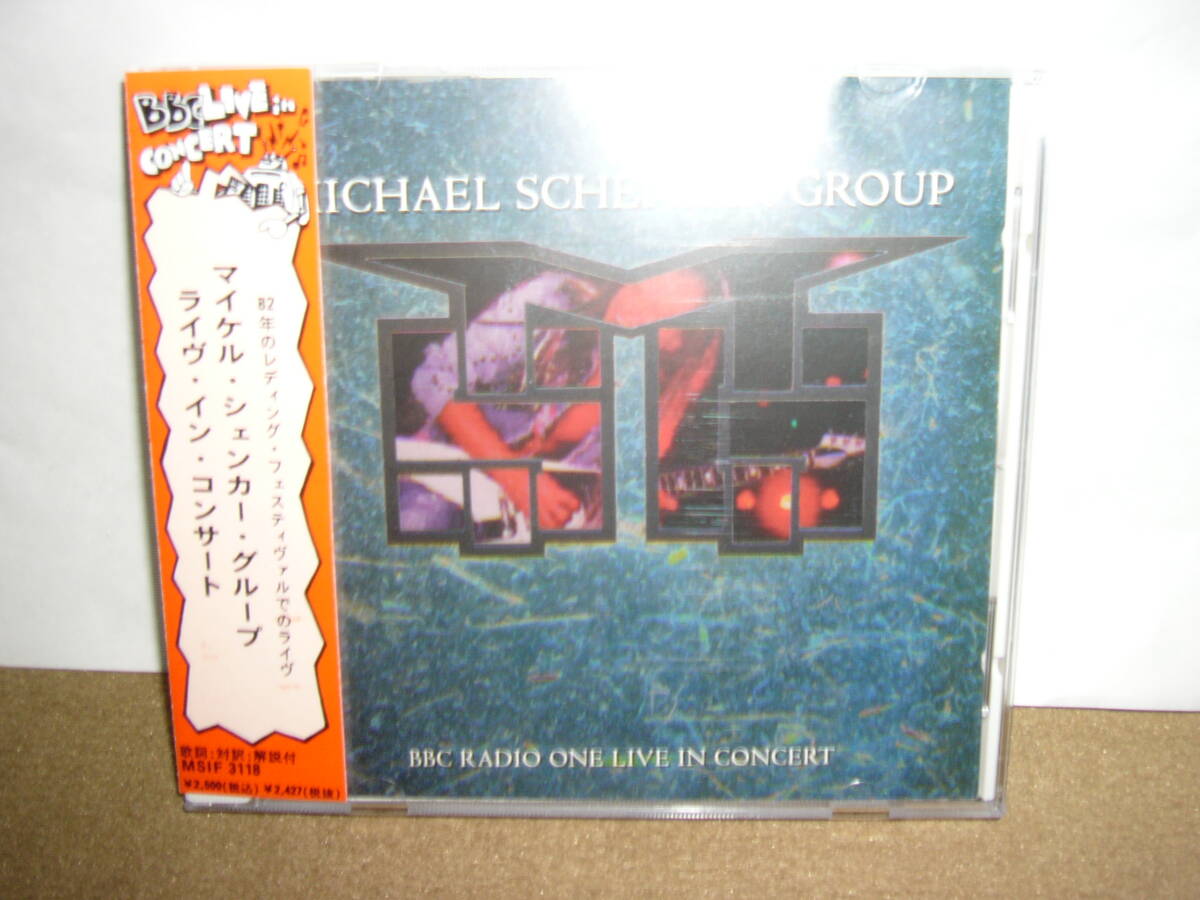 BBC LIVE in
CONCERT
82年のレディング・フェスティヴァルでのライヴ
マイケル・シェンカー・グループ
ライヴ・イン・コンサート
歌詞・対訳・解説付
MSIF 3118
¥2,500(税込) ¥2,427(税抜)
MICHAEL GROUP
BBC RADIO ONE LIVE IN CONCERT